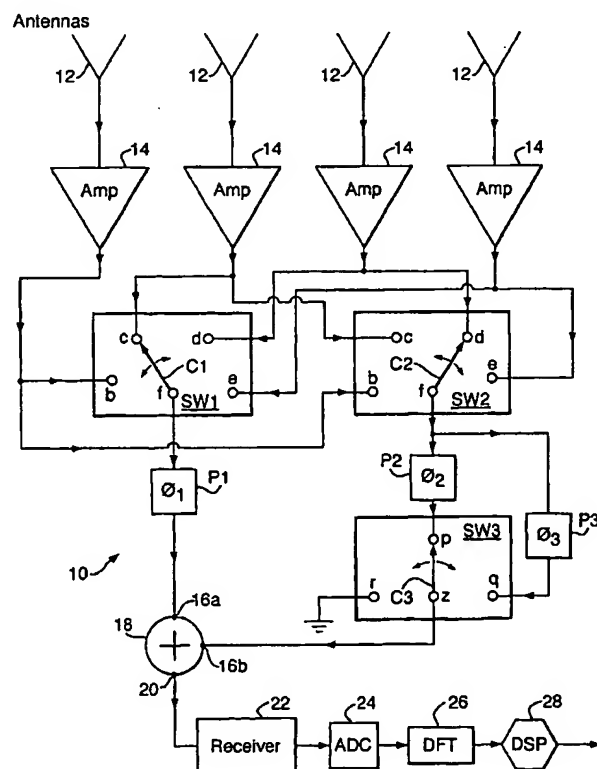 Antennas
12 12 12 12
14 14 14 14
Amp Amp Amp Amp
c d c d
C1 C2
b f e b f e
SW1 SW2
Ø1 P1 P2 Ø2
Ø3 P3
SW3
p
10 r C3 z q
16a
18 +
16b
20
22 24 26 28
Receiver ADC DFT DSP